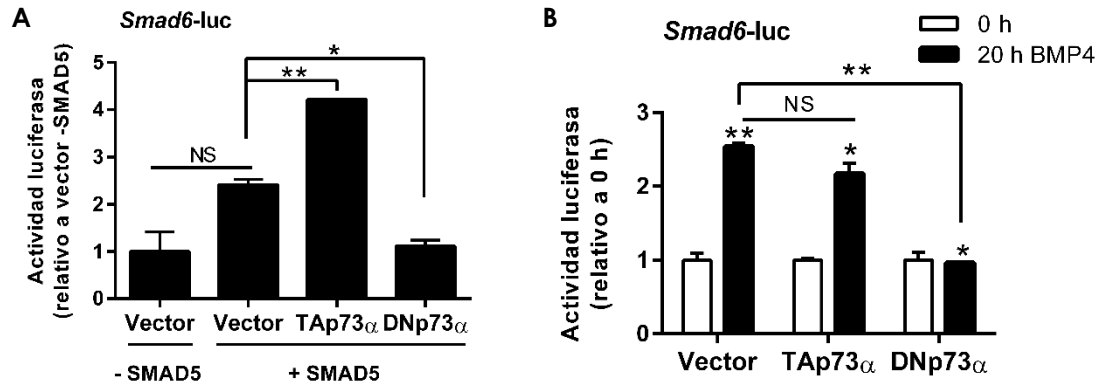 A
Smad6-luc
Actividad luciferasa
(relativo a vector -SMAD5)
5
4
3
2
1
0
NS
**
*
Vector Vector TAp73α DNp73α
- SMAD5 + SMAD5
B
Smad6-luc
0 h
20 h BMP4
Actividad luciferasa
(relativo a 0 h)
3
2
1
0
**
NS
**
*
*
Vector TAp73α DNp73α